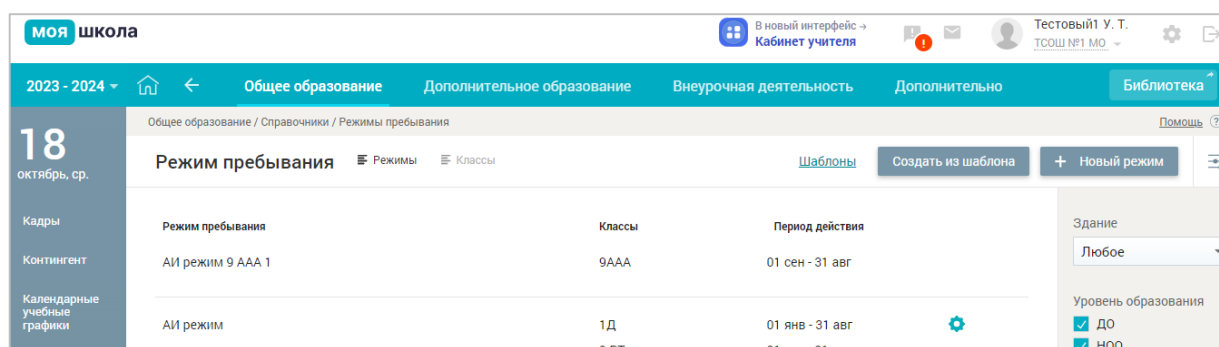 моя школа
В новый интерфейс →
Кабинет учителя
Тестовый1 У. Т.
ТСОШ №1 МО
2023 - 2024
Общее образование
Дополнительное образование
Внеурочная деятельность
Дополнительно
Библиотека
18
октябрь, ср.
Общее образование / Справочники / Режимы пребывания
Помощь ?
Режим пребывания
Режимы
Классы
Шаблоны
Создать из шаблона
+ Новый режим
Кадры
Контингент
Календарные
учебные
графики
Режим пребывания Классы Период действия
АИ режим 9 ААА 1 9ААА 01 сен - 31 авг
АИ режим 1Д 01 янв - 31 авг
Здание
Любое
Уровень образования
ДО
НОО